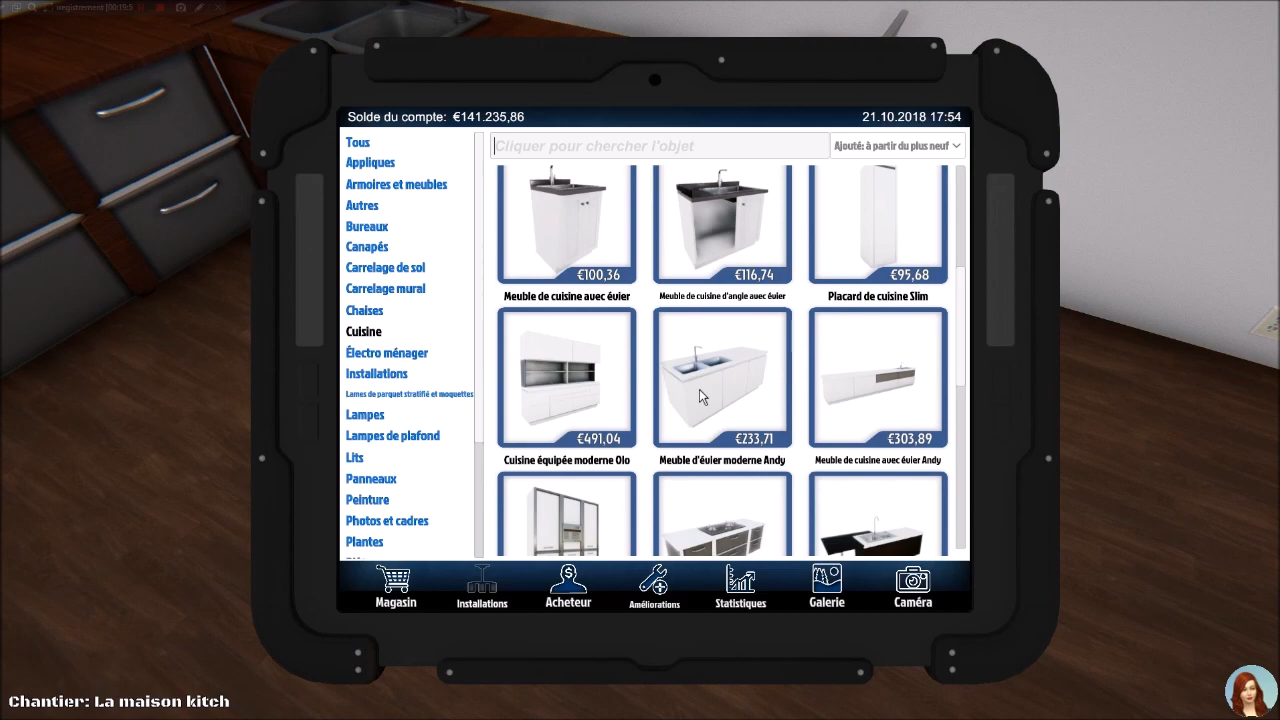 egistrement [00:19:5
Solde du compte: €141.235,86
21.10.2018 17:54
Tous
Appliques
Armoires et meubles
Autres
Bureaux
Canapés
Carrelage de sol
Carrelage mural
Chaises
Cuisine
Électro ménager
Installations
Lames de parquet stratifié et moquettes
Lampes
Lampes de plafond
Lits
Panneaux
Peinture
Photos et cadres
Plantes
Cliquer pour chercher l'objet
Ajouté: à partir du plus neuf
€100,36
€116,74
€95,68
Meuble de cuisine avec évier
Meuble de cuisine d'angle avec évier
Placard de cuisine Slim
€491,04
€233,71
€303,89
Cuisine équipée moderne Olo
Meuble d'évier moderne Andy
Meuble de cuisine avec évier Andy
Magasin
Installations
Acheteur
Améliorations
Statistiques
Galerie
Caméra
Chantier: La maison kitch